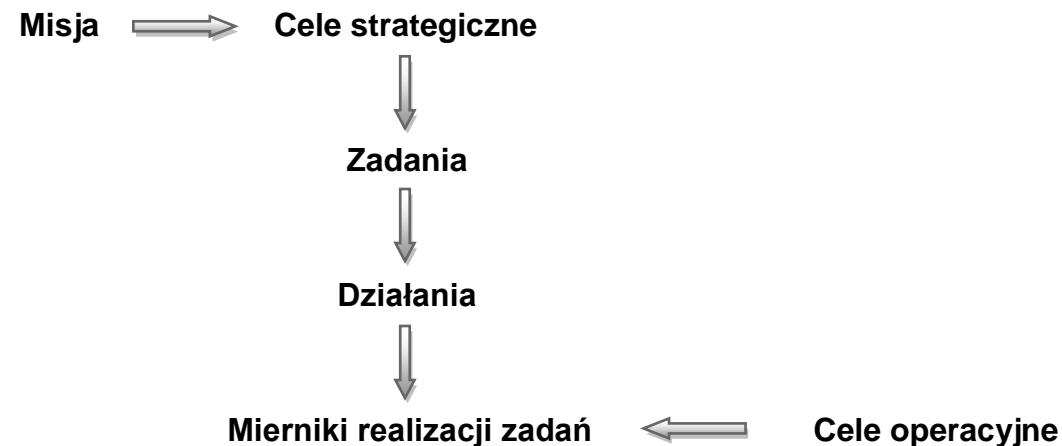 Misja Cele strategiczne
Zadania
Działania
Mierniki realizacji zadań Cele operacyjne